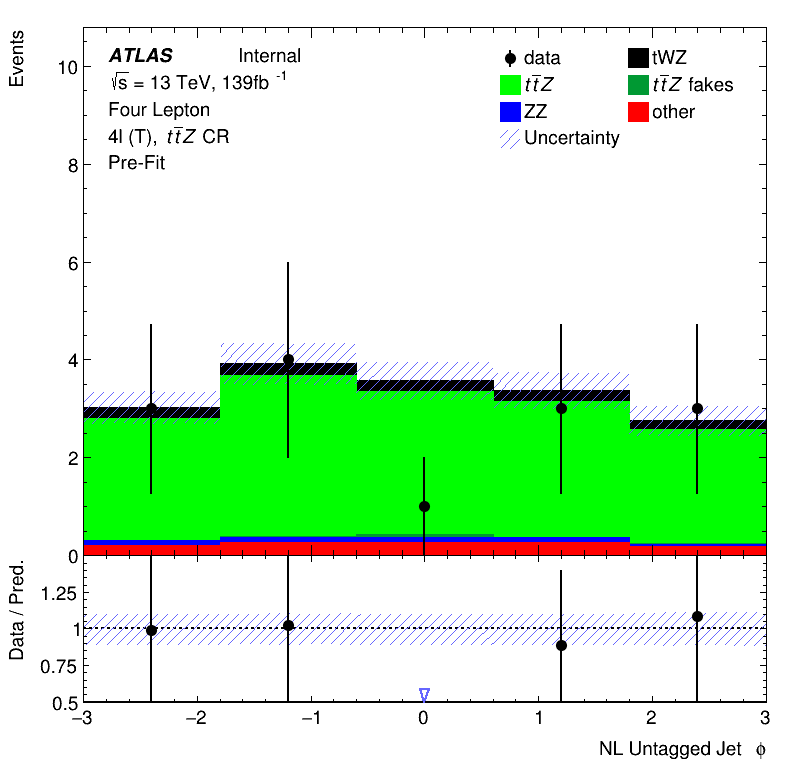 Events
10
8
6
4
2
0
ATLAS Internal
√s = 13 TeV, 139fb⁻¹
Four Lepton
4l (T), tt̅Z CR
Pre-Fit
data
tWZ
tt̅Z
tt̅Z fakes
ZZ
other
Uncertainty
Data / Pred.
1.25
1
0.75
0.5
−3 −2 −1 0 1 2 3
NL Untagged Jet ϕ